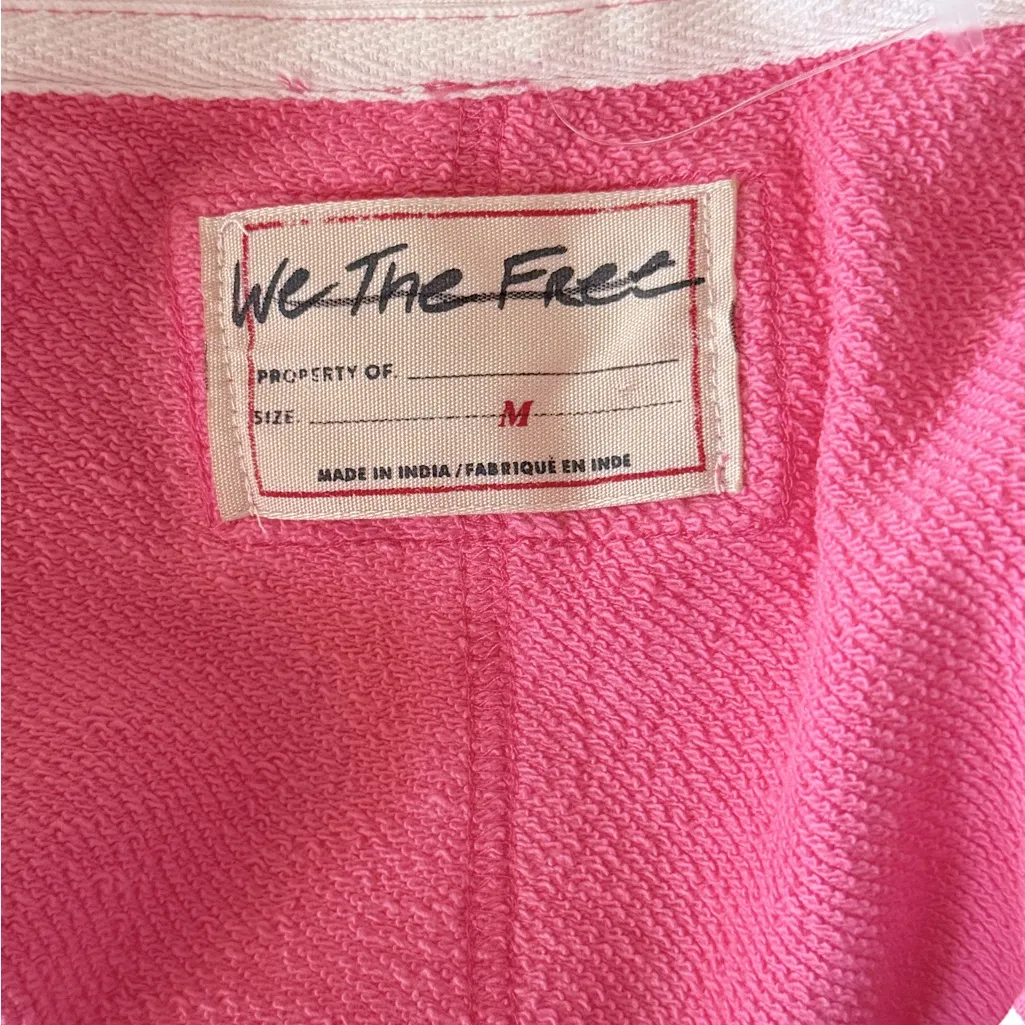 We The Free
PROPERTY OF.
SIZE. M
MADE IN INDIA / FABRIQUÉ EN INDE